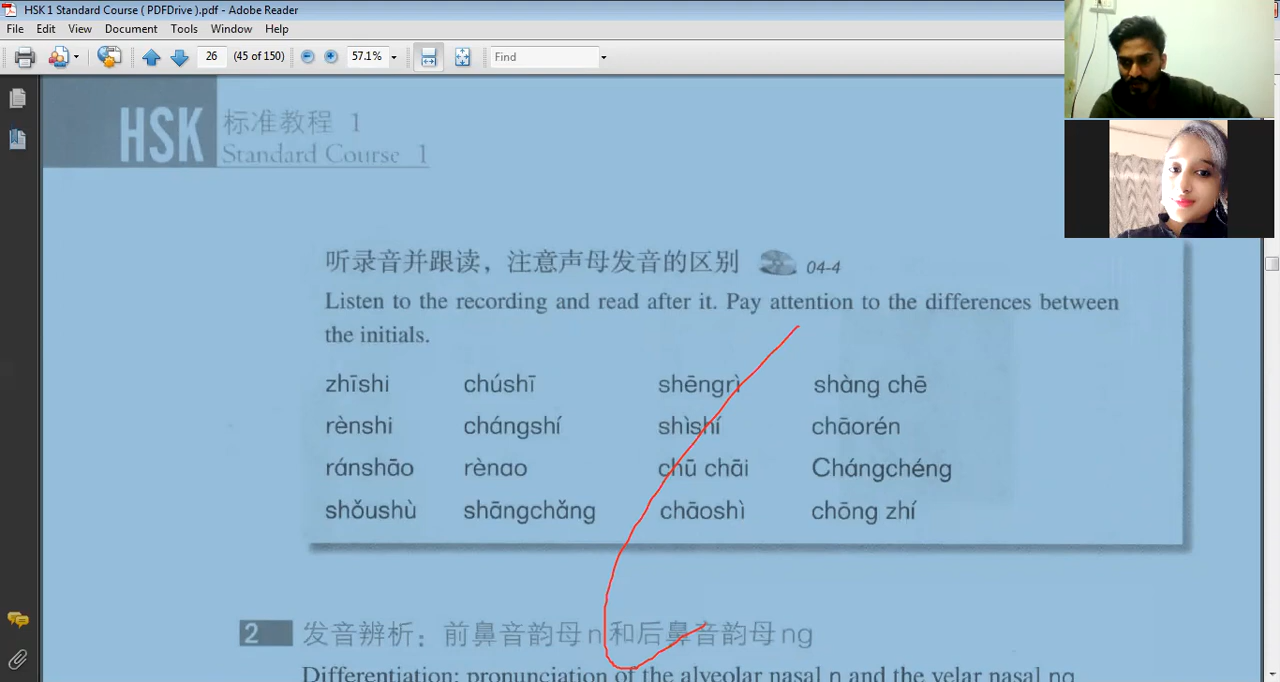 HSK 1 Standard Course ( PDFDrive ).pdf - Adobe Reader
File Edit View Document Tools Window Help
26 (45 of 150) 57.1% Find
HSK 标准教程 1
Standard Course 1
听录音并跟读，注意声母发音的区别 04-4
Listen to the recording and read after it. Pay attention to the differences between
the initials.
zhīshi chúshī shēngrì shàng chē
rènshi chángshí shìshí chāorén
ránshāo rènao chū chāi Chángchéng
shǒushù shāngchǎng chāoshì chōng zhí
2 发音辨析：前鼻音韵母n和后鼻音韵母ng
Differentiation: pronunciation of the alveolar nasal n and the velar nasal ng